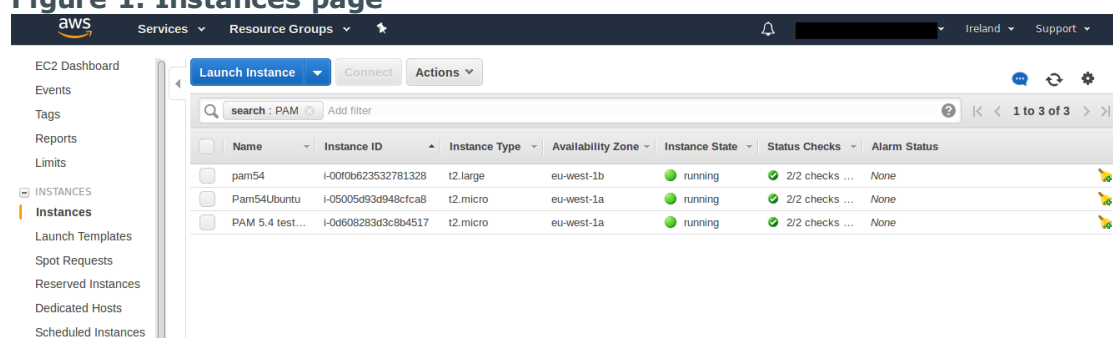 Figure 1. Instances page
aws Services Resource Groups Ireland Support
EC2 Dashboard
Events
Tags
Reports
Limits
INSTANCES
Instances
Launch Templates
Spot Requests
Reserved Instances
Dedicated Hosts
Scheduled Instances
Launch Instance Connect Actions
search : PAM Add filter 1 to 3 of 3
Name Instance ID Instance Type Availability Zone Instance State Status Checks Alarm Status
pam54 i-00f0b623532781328 t2.large eu-west-1b running 2/2 checks ... None
Pam54Ubuntu i-05005d93d948cfca8 t2.micro eu-west-1a running 2/2 checks ... None
PAM 5.4 test... i-0d608283d3c8b4517 t2.micro eu-west-1a running 2/2 checks ... None